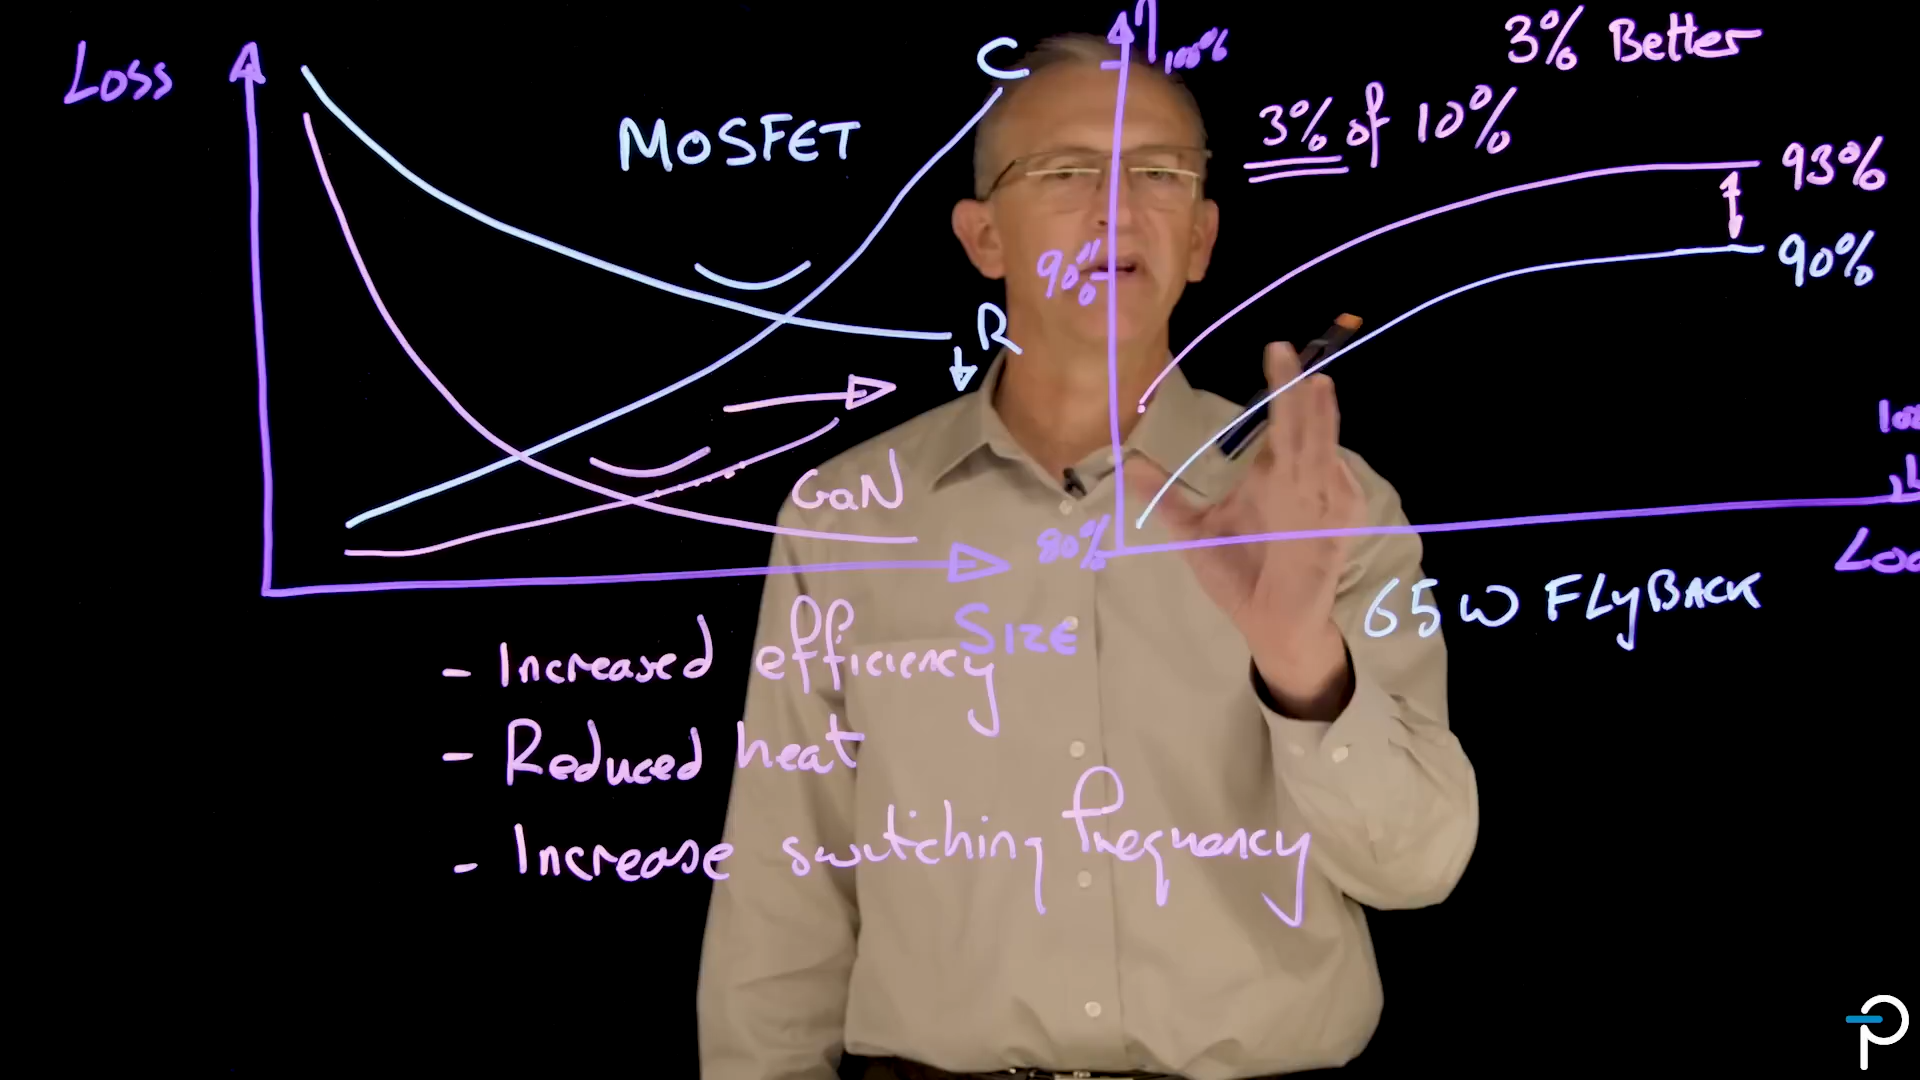 Loss
MOSFET
C
R
GaN
SIZE
η
100%
90%
80%
3% Better
3% of 10%
93%
90%
65W FLYBACK
- Increased efficiency
- Reduced heat
- Increase switching frequency